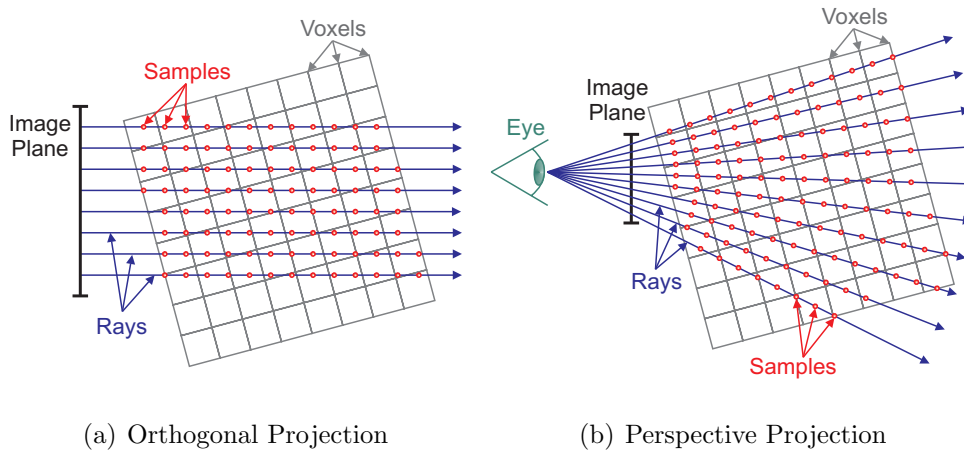 Voxels
Samples
Image
Plane
Rays
(a) Orthogonal Projection
Voxels
Image
Plane
Eye
Rays
Samples
(b) Perspective Projection